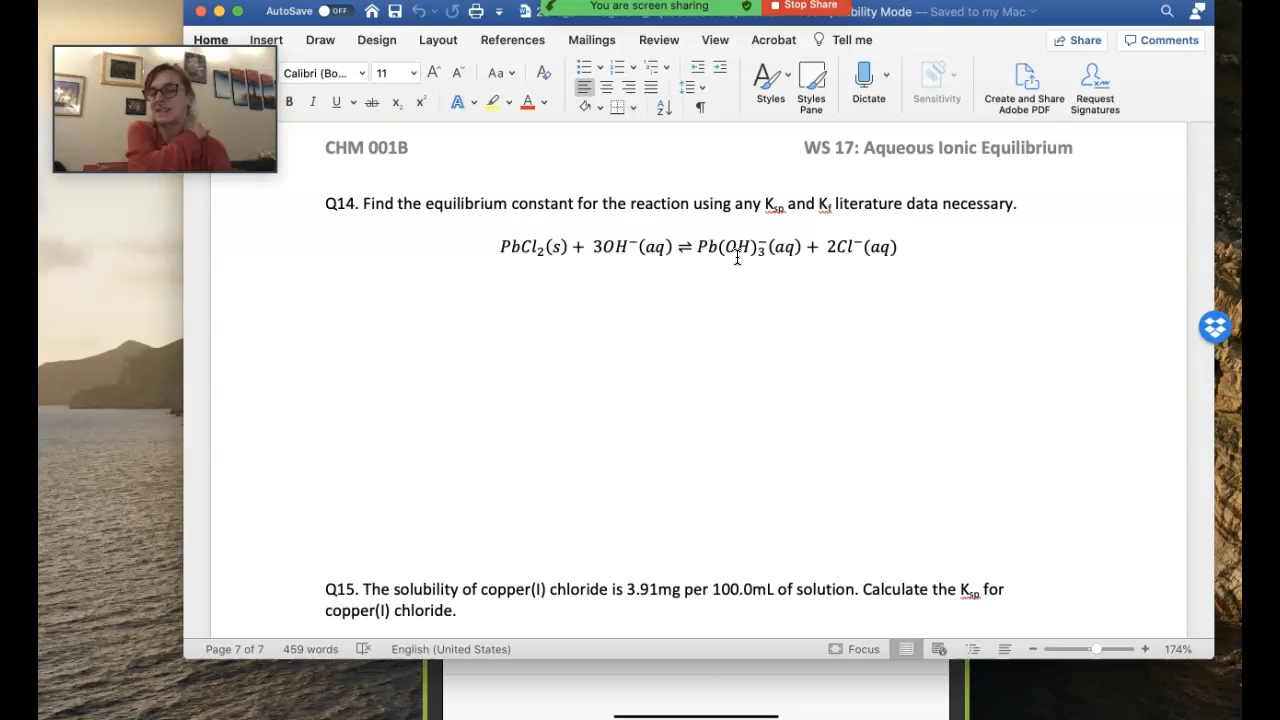 You are screen sharing Stop Share
AutoSave OFF bility Mode — Saved to my Mac
Home Insert Draw Design Layout References Mailings Review View Acrobat Tell me Share Comments
Calibri (Bo... 11 A A Aa A
B I U ab x₂ x² A A
Styles Styles Pane Dictate Sensitivity Create and Share Adobe PDF Request Signatures
CHM 001B WS 17: Aqueous Ionic Equilibrium
Q14. Find the equilibrium constant for the reaction using any Ksp and Kf literature data necessary.
PbCl₂(s) + 3OH⁻(aq) ⇌ Pb(OH)₃⁻(aq) + 2Cl⁻(aq)
Q15. The solubility of copper(I) chloride is 3.91mg per 100.0mL of solution. Calculate the Ksp for
copper(I) chloride.
Page 7 of 7 459 words English (United States) Focus 174%